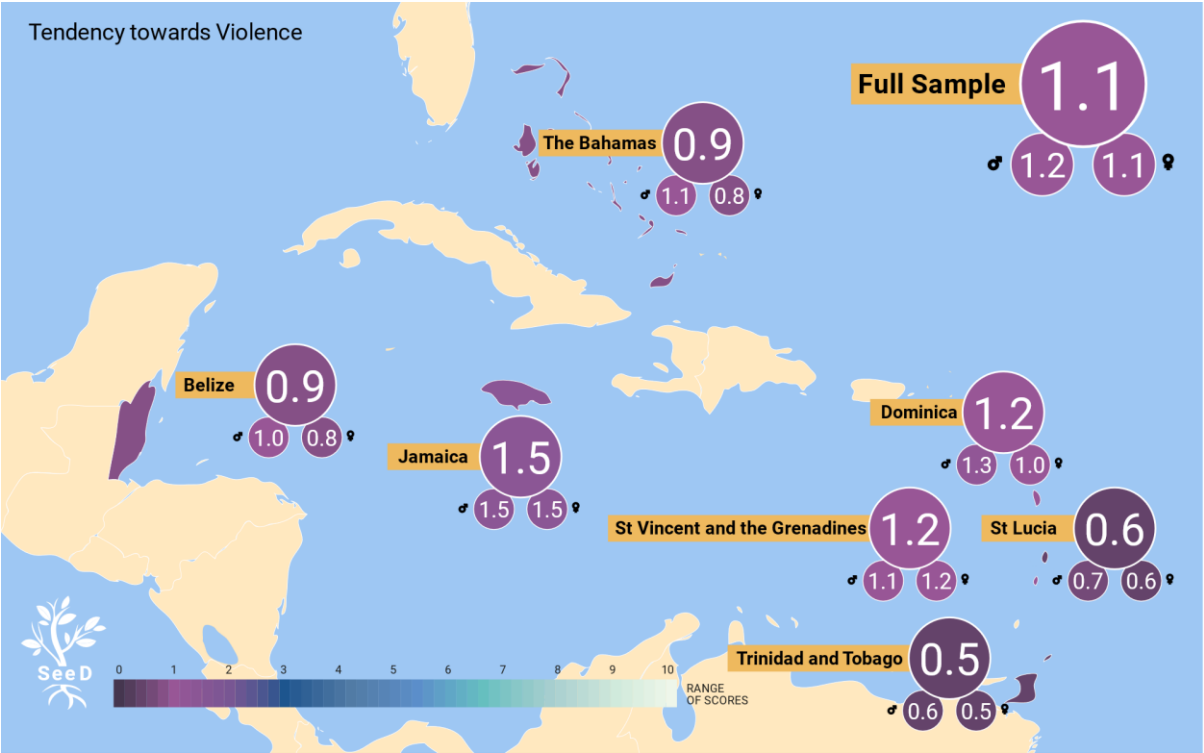 Tendency towards Violence
Full Sample
1.1
♂ 1.2 1.1 ♀
The Bahamas
0.9
♂ 1.1 0.8 ♀
Belize
0.9
♂ 1.0 0.8 ♀
Jamaica
1.5
♂ 1.5 1.5 ♀
Dominica
1.2
♂ 1.3 1.0 ♀
St Vincent and the Grenadines
1.2
♂ 1.1 1.2 ♀
St Lucia
0.6
♂ 0.7 0.6 ♀
Trinidad and Tobago
0.5
♂ 0.6 0.5 ♀
SeeD
0 1 2 3 4 5 6 7 8 9 10
RANGE
OF SCORES